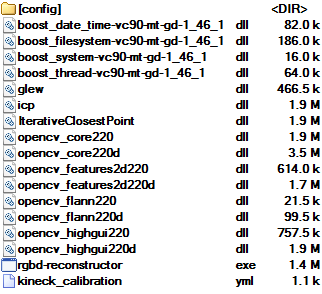 [config] <DIR>
boost_date_time-vc90-mt-gd-1_46_1 dll 82.0 k
boost_filesystem-vc90-mt-gd-1_46_1 dll 186.0 k
boost_system-vc90-mt-gd-1_46_1 dll 16.0 k
boost_thread-vc90-mt-gd-1_46_1 dll 64.0 k
glew dll 466.5 k
icp dll 1.9 M
IterativeClosestPoint dll 1.9 M
opencv_core220 dll 1.9 M
opencv_core220d dll 3.5 M
opencv_features2d220 dll 614.0 k
opencv_features2d220d dll 1.7 M
opencv_flann220 dll 21.5 k
opencv_flann220d dll 99.5 k
opencv_highgui220 dll 757.5 k
opencv_highgui220d dll 1.9 M
rgbd-reconstructor exe 1.4 M
kineck_calibration yml 1.1 k